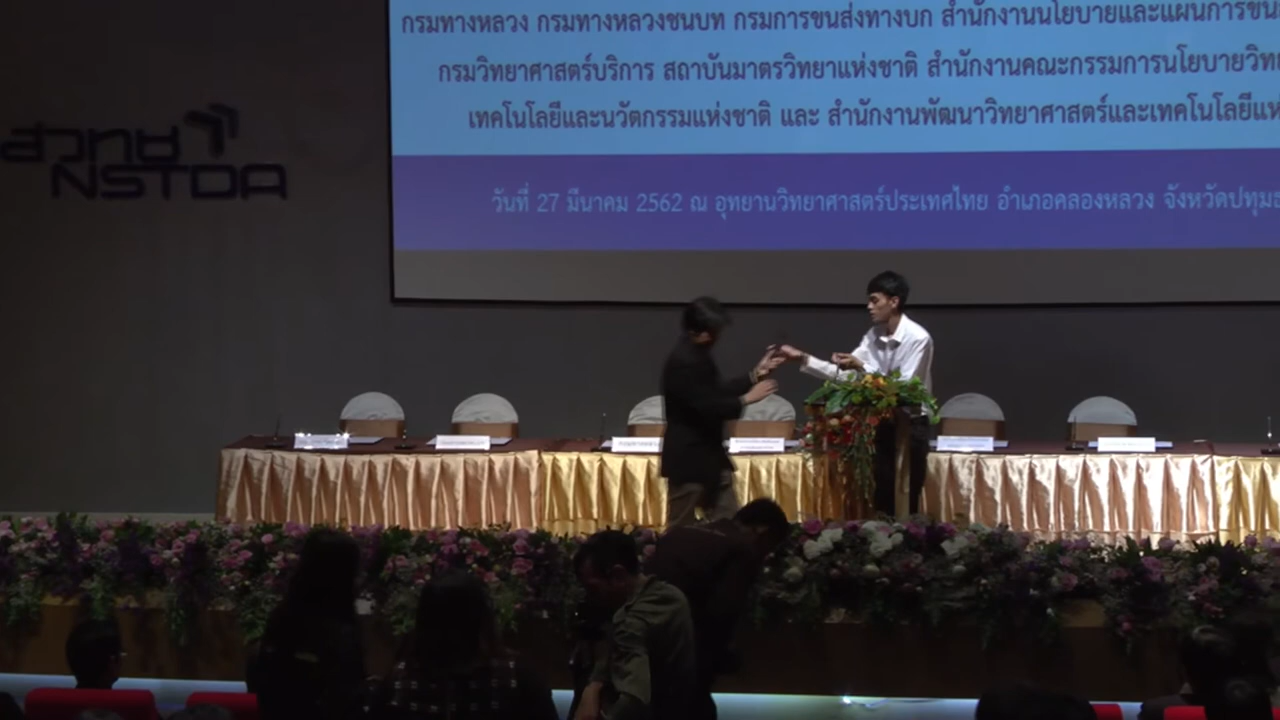 กรมทางหลวง กรมทางหลวงชนบท กรมการขนส่งทางบก สำนักงานนโยบายและแผนการขน
กรมวิทยาศาสตร์บริการ สถาบันมาตรวิทยาแห่งชาติ สำนักงานคณะกรรมการนโยบายวิท
เทคโนโลยีและนวัตกรรมแห่งชาติ และ สำนักงานพัฒนาวิทยาศาสตร์และเทคโนโลยีแห่
สวทช
NSTDA
วันที่ 27 มีนาคม 2562 ณ อุทยานวิทยาศาสตร์ประเทศไทย อำเภอคลองหลวง จังหวัดปทุม